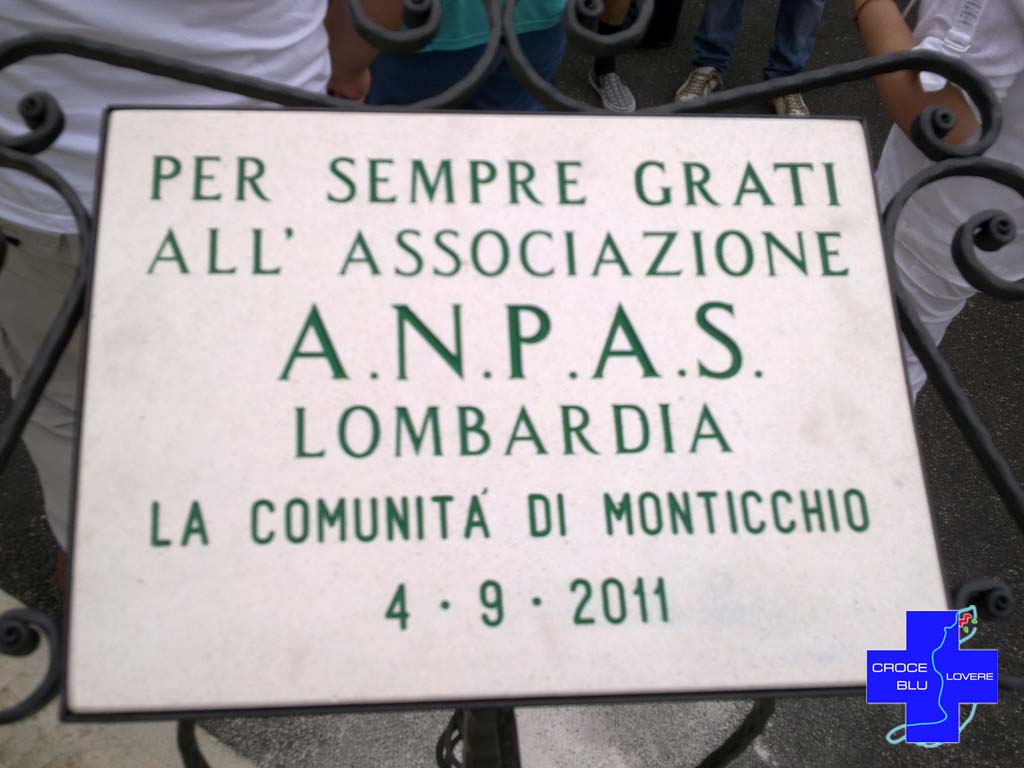 PER SEMPRE GRATI
ALL' ASSOCIAZIONE
A.N.P.A.S.
LOMBARDIA
LA COMUNITÁ DI MONTICCHIO
4 · 9 · 2011
CROCE
BLU
LOVERE